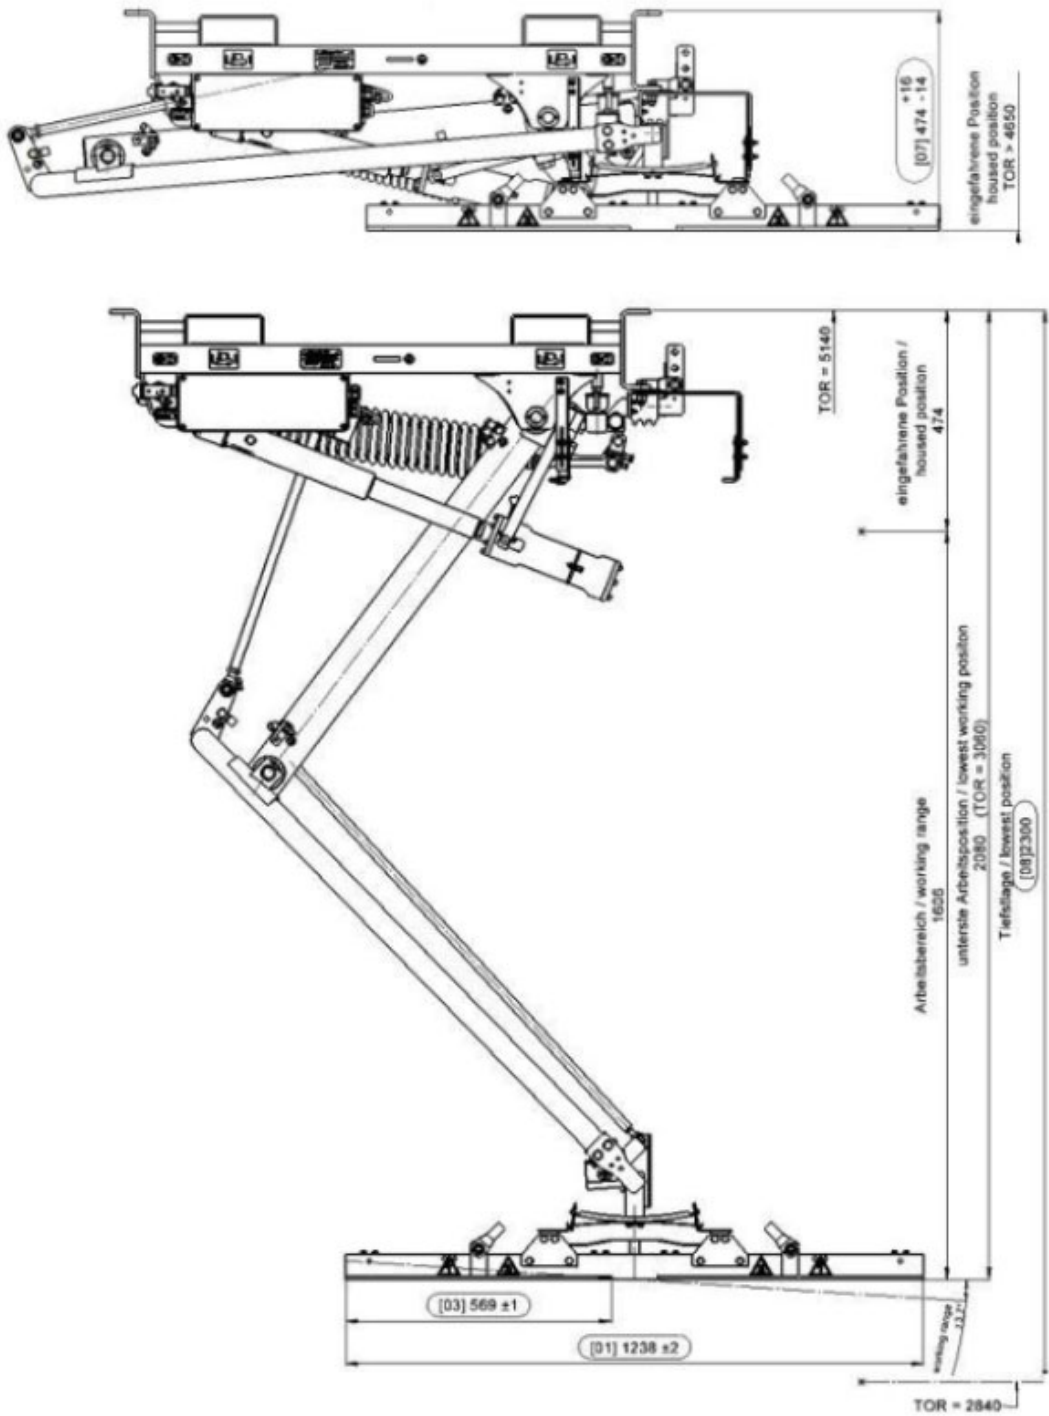 +16
[07] 474 -14
eingefahrene Position
housed position
TOR > 4650
TOR = 5140
eingefahrene Position /
housed position
474
Arbeitsbereich / working range
1606
unterste Arbeitsposition / lowest working positon
2080 (TOR = 3060)
Tiefstlage / lowest position
[08]2300
[03] 569 ±1
[01] 1238 ±2
working range
TOR = 2840